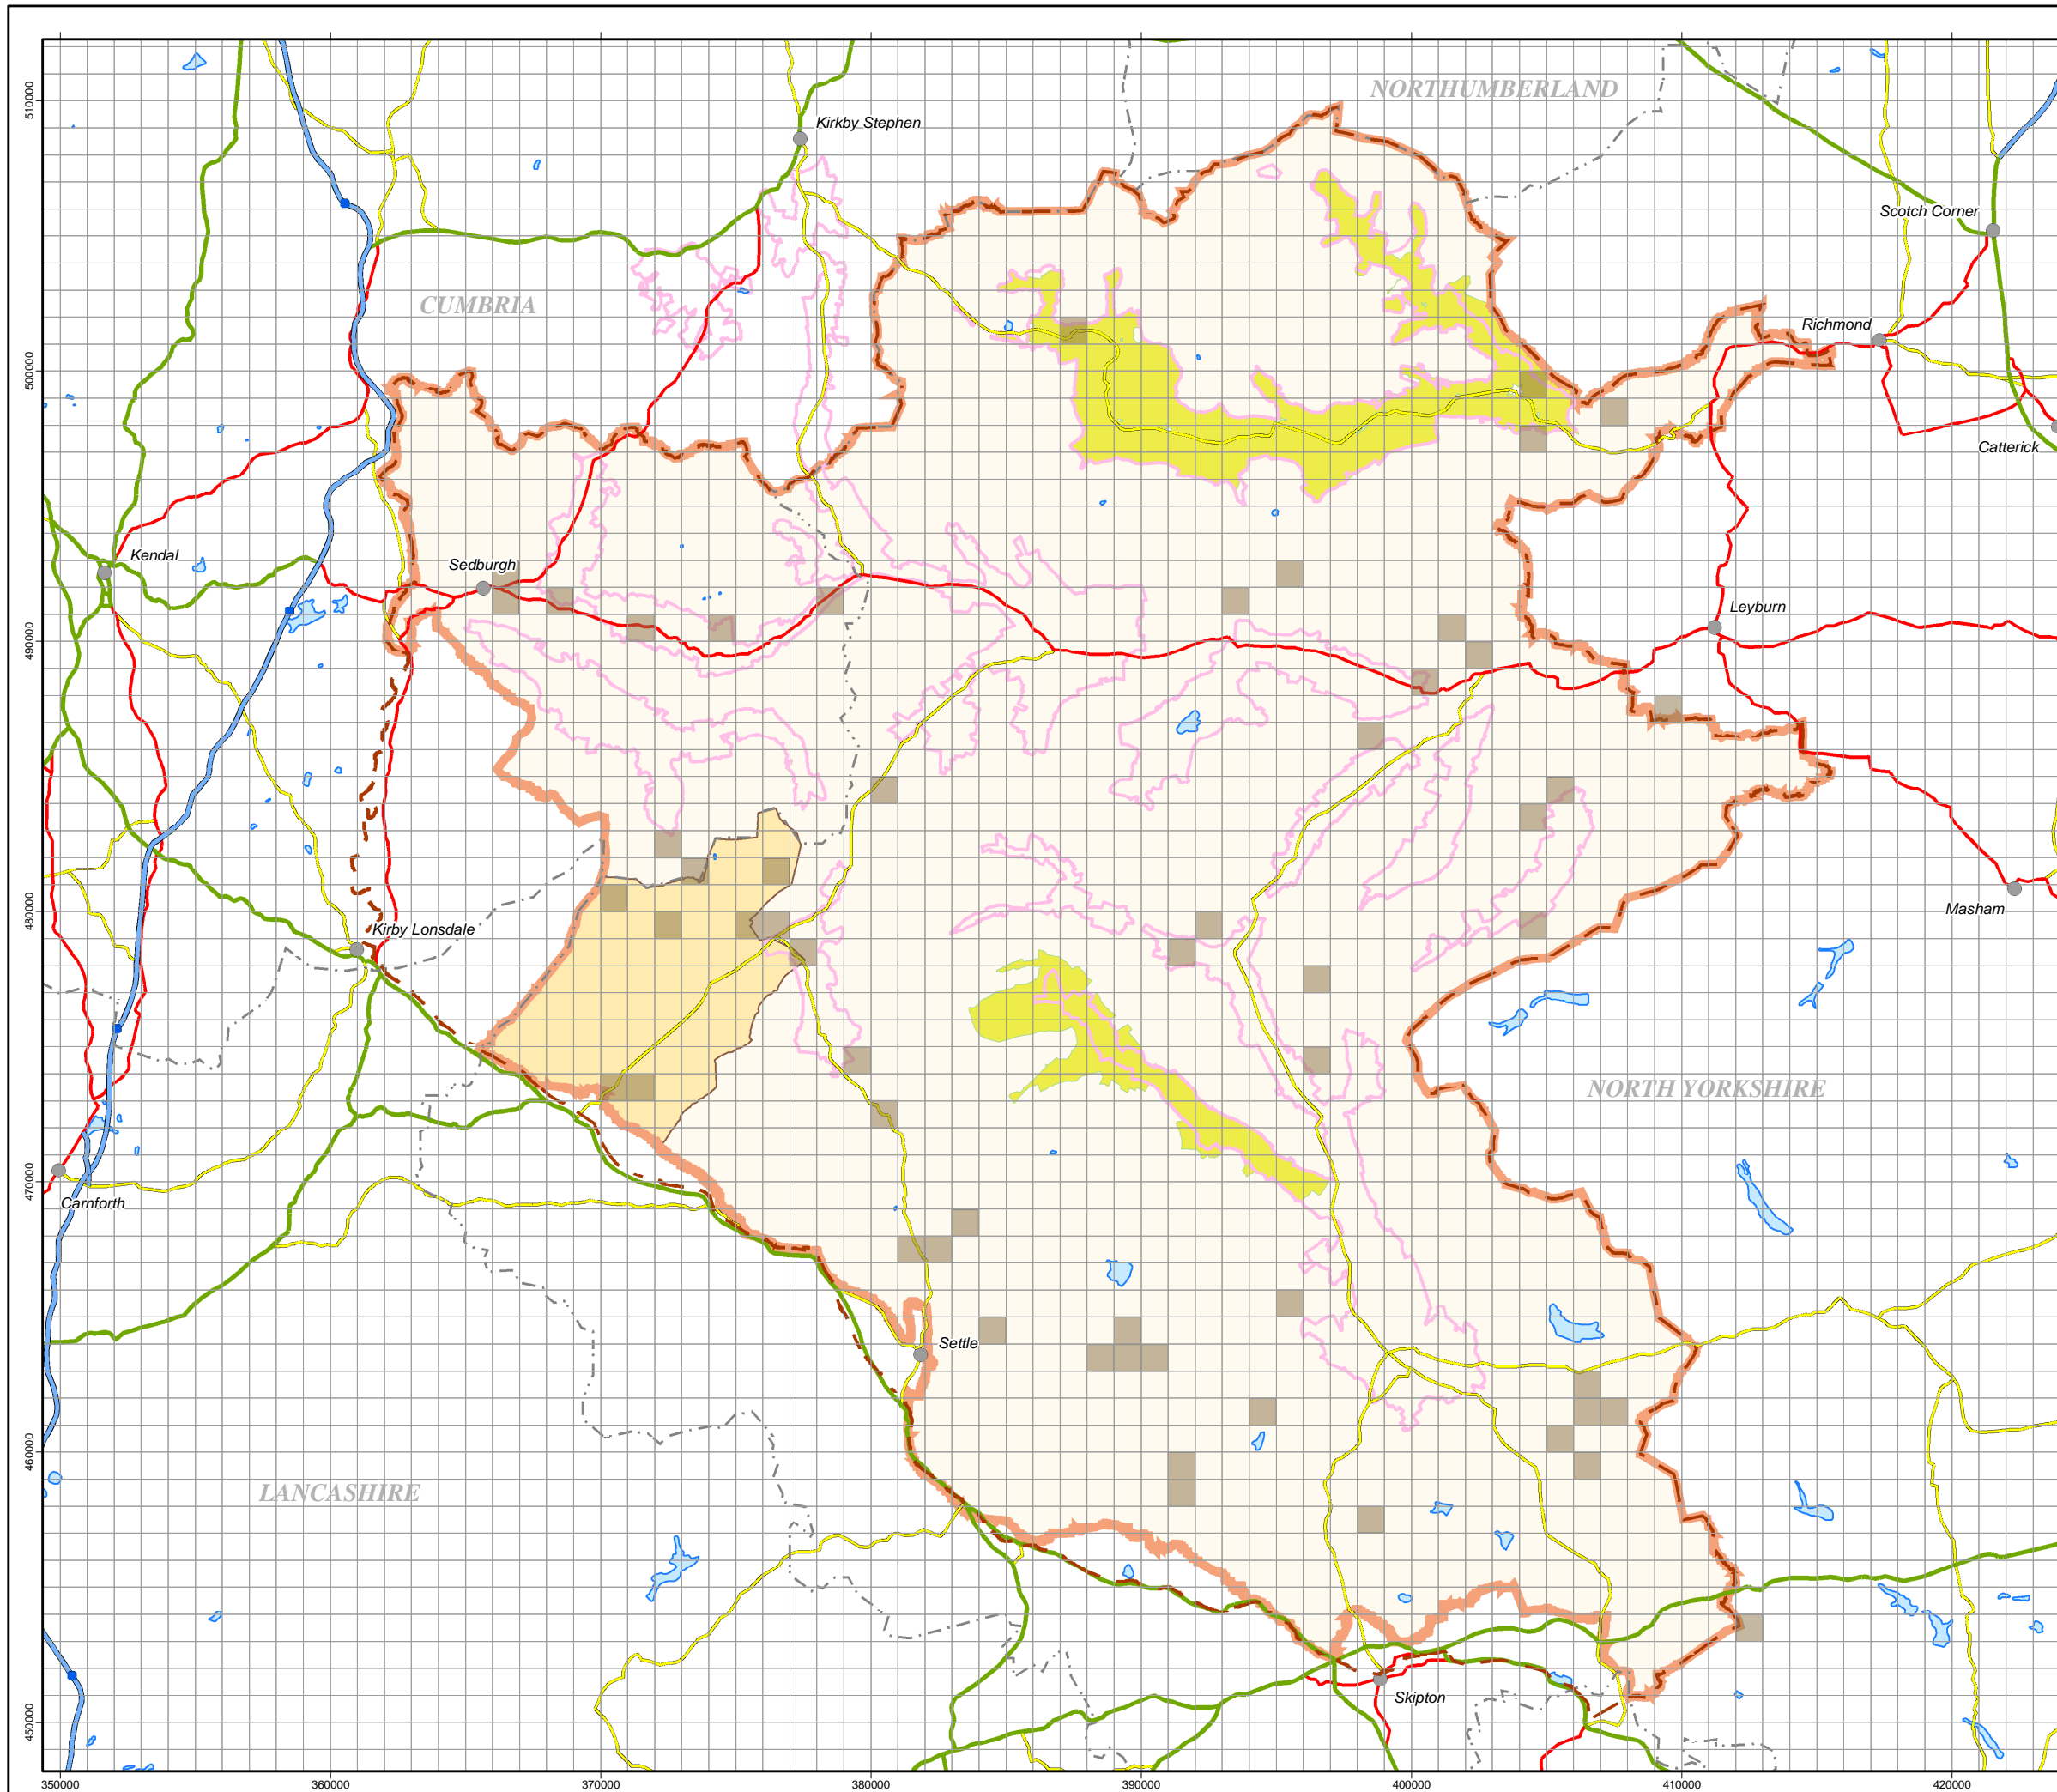 NORTHUMBERLAND
510000
Kirkby Stephen
Scotch Corner
CUMBRIA
Richmond
500000
Catterick
Kendal
Sedburgh
Leyburn
490000
Masham
480000
Kirby Lonsdale
NORTH YORKSHIRE
470000
Carnforth
Settle
460000
LANCASHIRE
Skipton
450000
350000 360000 370000 380000 390000 400000 410000 420000